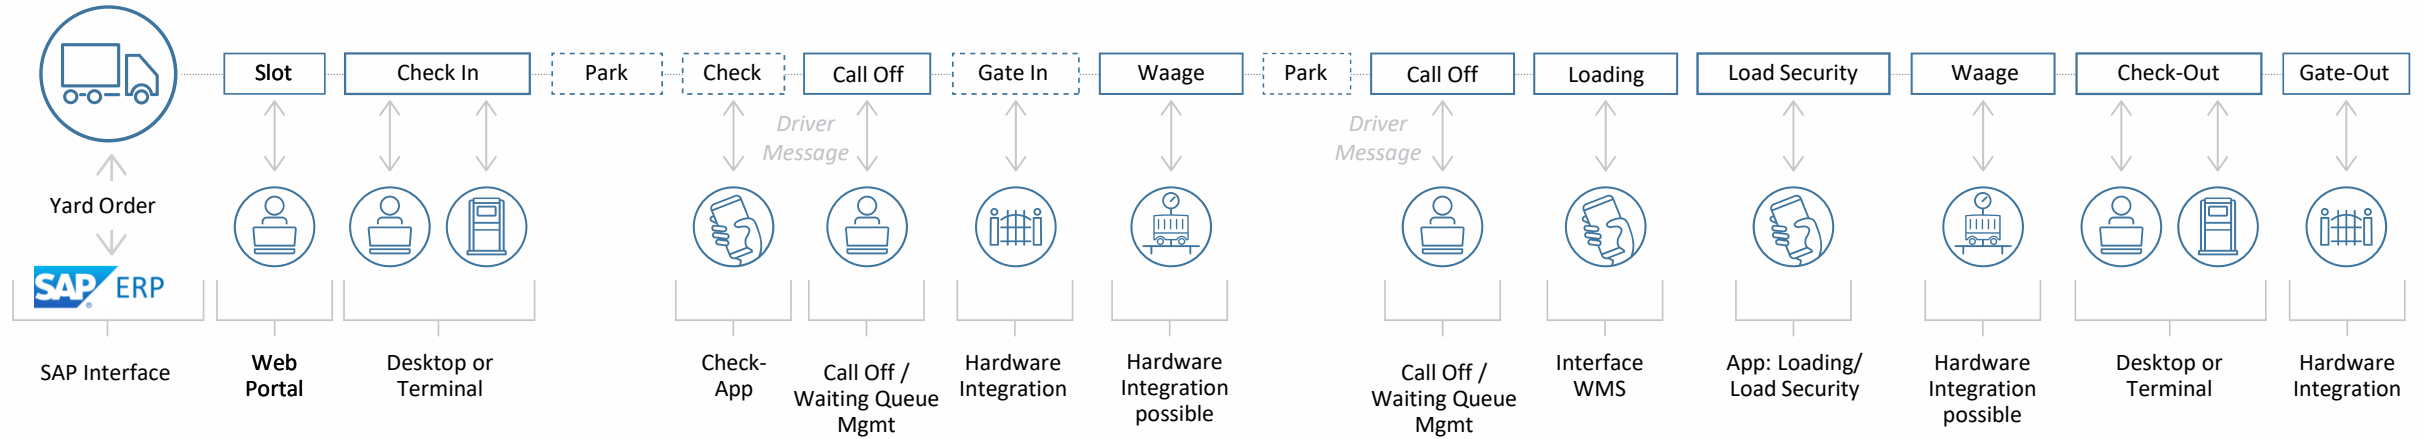 Slot
Check In
Park
Check
Call Off
Gate In
Waage
Park
Call Off
Loading
Load Security
Waage
Check-Out
Gate-Out
Driver
Message
Driver
Message
Yard Order
SAP ERP
®
SAP Interface
Web
Portal
Desktop or
Terminal
Check-
App
Call Off /
Waiting Queue
Mgmt
Hardware
Integration
Hardware
Integration
possible
Call Off /
Waiting Queue
Mgmt
Interface
WMS
App: Loading/
Load Security
Hardware
Integration
possible
Desktop or
Terminal
Hardware
Integration